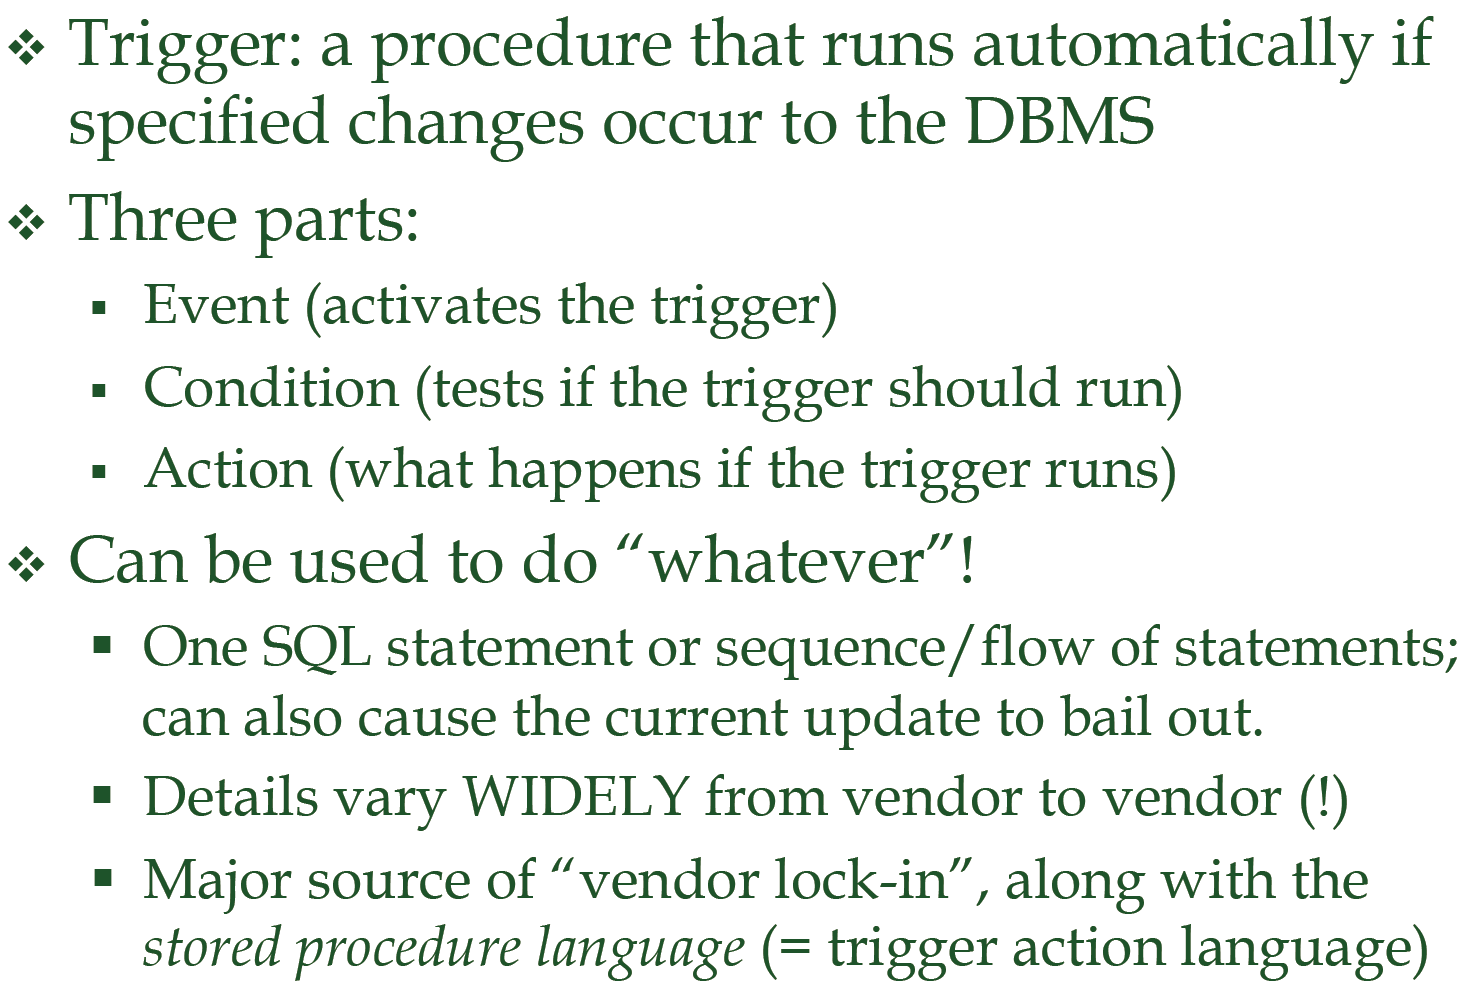 ❖ Trigger: a procedure that runs automatically if
specified changes occur to the DBMS
❖ Three parts:
▪ Event (activates the trigger)
▪ Condition (tests if the trigger should run)
▪ Action (what happens if the trigger runs)
❖ Can be used to do “whatever”!
▪ One SQL statement or sequence/flow of statements;
can also cause the current update to bail out.
▪ Details vary WIDELY from vendor to vendor (!)
▪ Major source of “vendor lock-in”, along with the
stored procedure language (= trigger action language)